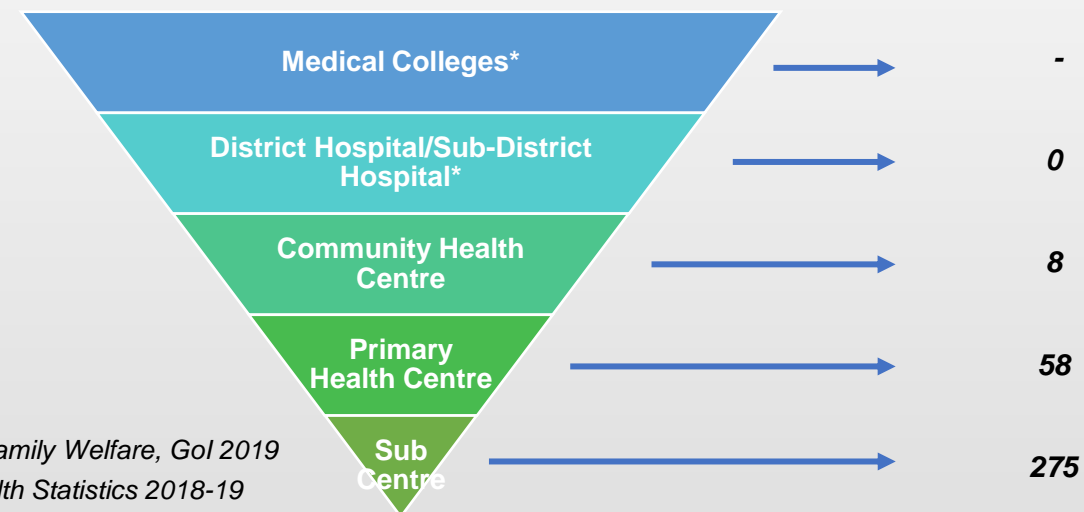 Medical Colleges*
-
District Hospital/Sub-District
Hospital*
0
Community Health
Centre
8
Primary
Health Centre
58
Sub
Centre
275
amily Welfare, GoI 2019
lth Statistics 2018-19